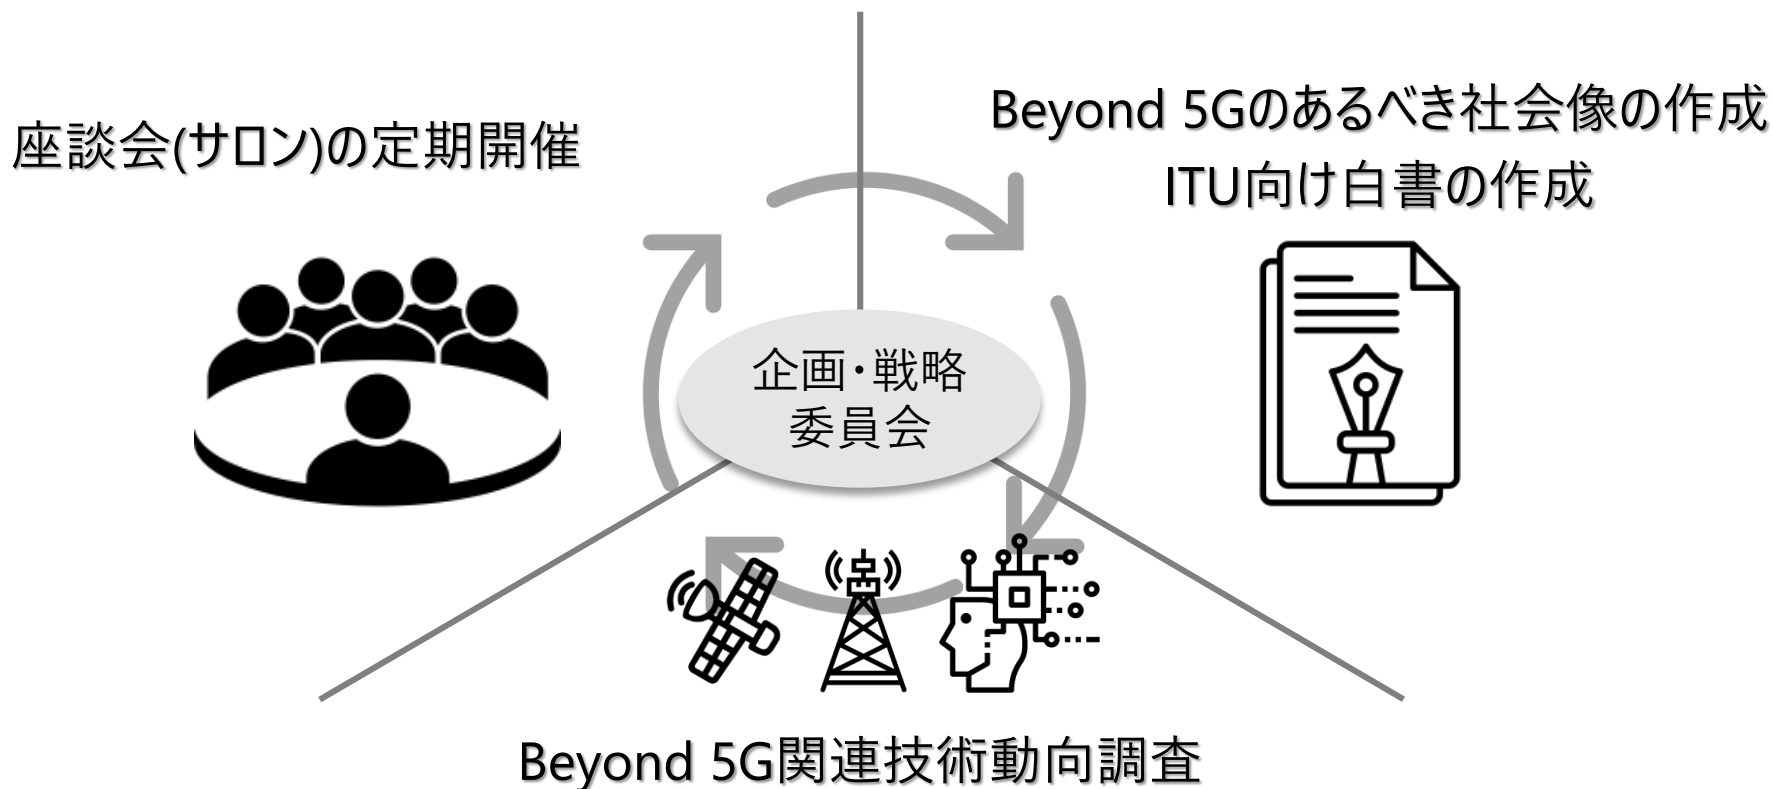 座談会(サロン)の定期開催
Beyond 5Gのあるべき社会像の作成
ITU向け白書の作成
企画・戦略
委員会
Beyond 5G関連技術動向調査